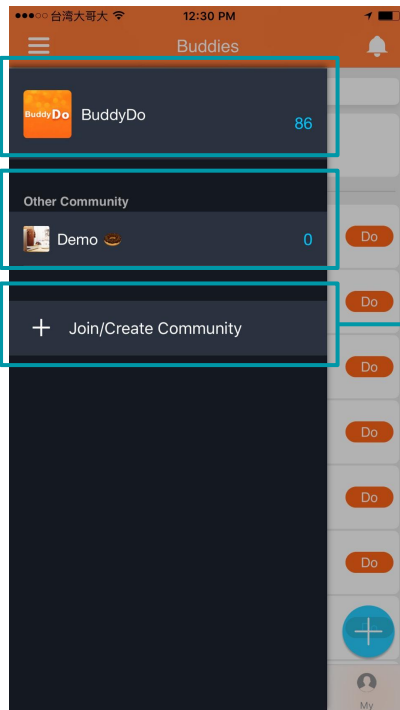 台湾大哥大 12:30 PM
Buddies
BuddyDo BuddyDo
86
Other Community
Demo 0
Do
Do
+ Join/Create Community
Do
Do
Do
Do
My